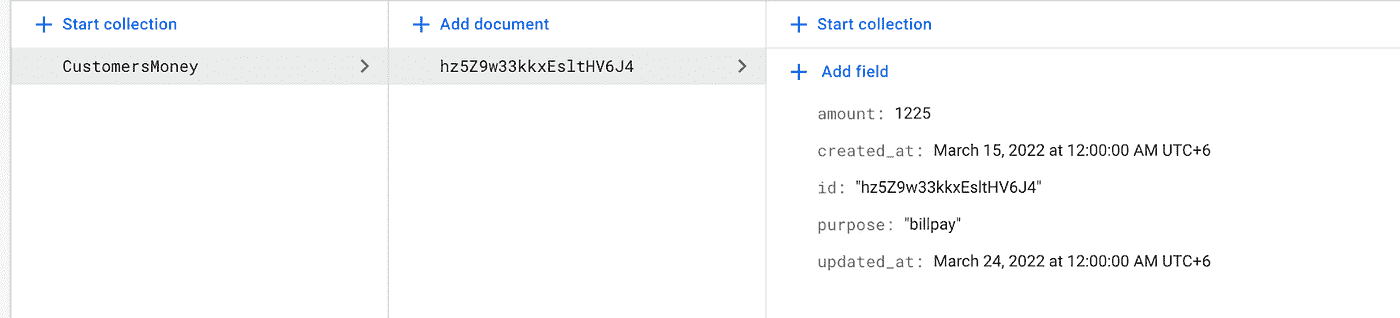 Start collection
CustomersMoney
Add document
hz5Z9w33kkxEsltHV6J4
Start collection
Add field
amount: 1225
created_at: March 15, 2022 at 12:00:00 AM UTC+6
id: "hz5Z9w33kkxEsltHV6J4"
purpose: "billpay"
updated_at: March 24, 2022 at 12:00:00 AM UTC+6